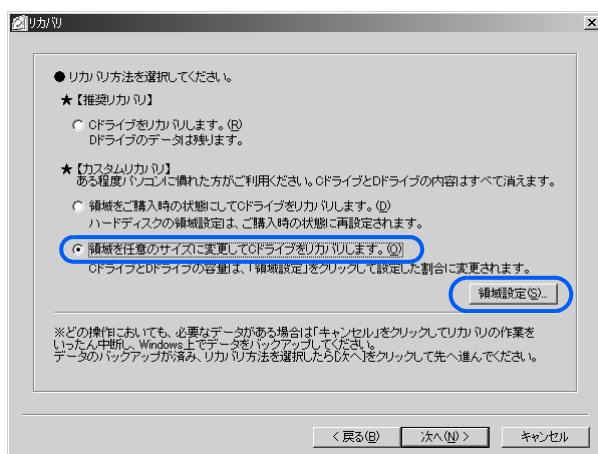 リカバリ
● リカバリ方法を選択してください。
★【推奨リカバリ】
Cドライブをリカバリします。(R)
Dドライブのデータは残ります。
★【カスタムリカバリ】
ある程度パソコンに慣れた方がご利用ください。CドライブとDドライブの内容はすべて消えます。
領域をご購入時の状態にしてCドライブをリカバリします。(D)
ハードディスクの領域設定は、ご購入時の状態に再設定されます。
領域を任意のサイズに変更してCドライブをリカバリします。(O)
CドライブとDドライブの容量は、「領域設定」をクリックして設定した割合に変更されます。
領域設定(S)...
※どの操作においても、必要なデータがある場合は「キャンセル」をクリックしてリカバリの作業を
いったん中断し、Windows上でデータをバックアップしてください。
データのバックアップが済み、リカバリ方法を選択したら[次へ]をクリックして先へ進んでください。
< 戻る(B)
次へ(N) >
キャンセル